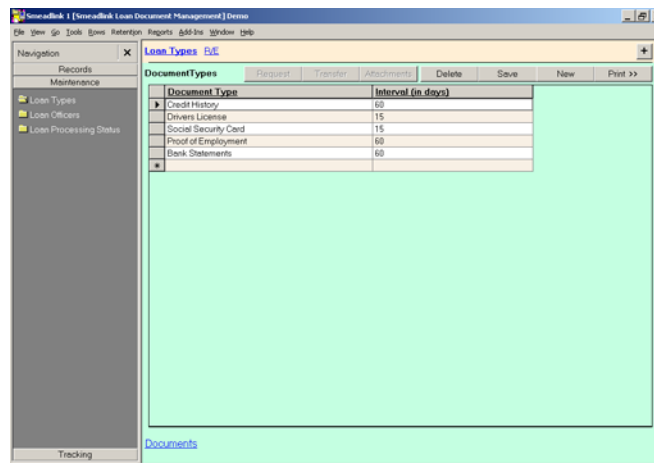 Smeadlink 1 [Smeadlink Loan Document Management] Demo
File View Go Tools Rows Retention Reports Add-Ins Window Help
Navigation X
Loan Types R/E
+
Records
Maintenance
DocumentTypes Request Transfer Attachments Delete Save New Print >>
Loan Types
Loan Officers
Loan Processing Status
Document Type Interval (in days)
Credit History 60
Drivers License 15
Social Security Card 15
Proof of Employment 60
Bank Statements 60
Documents
Tracking